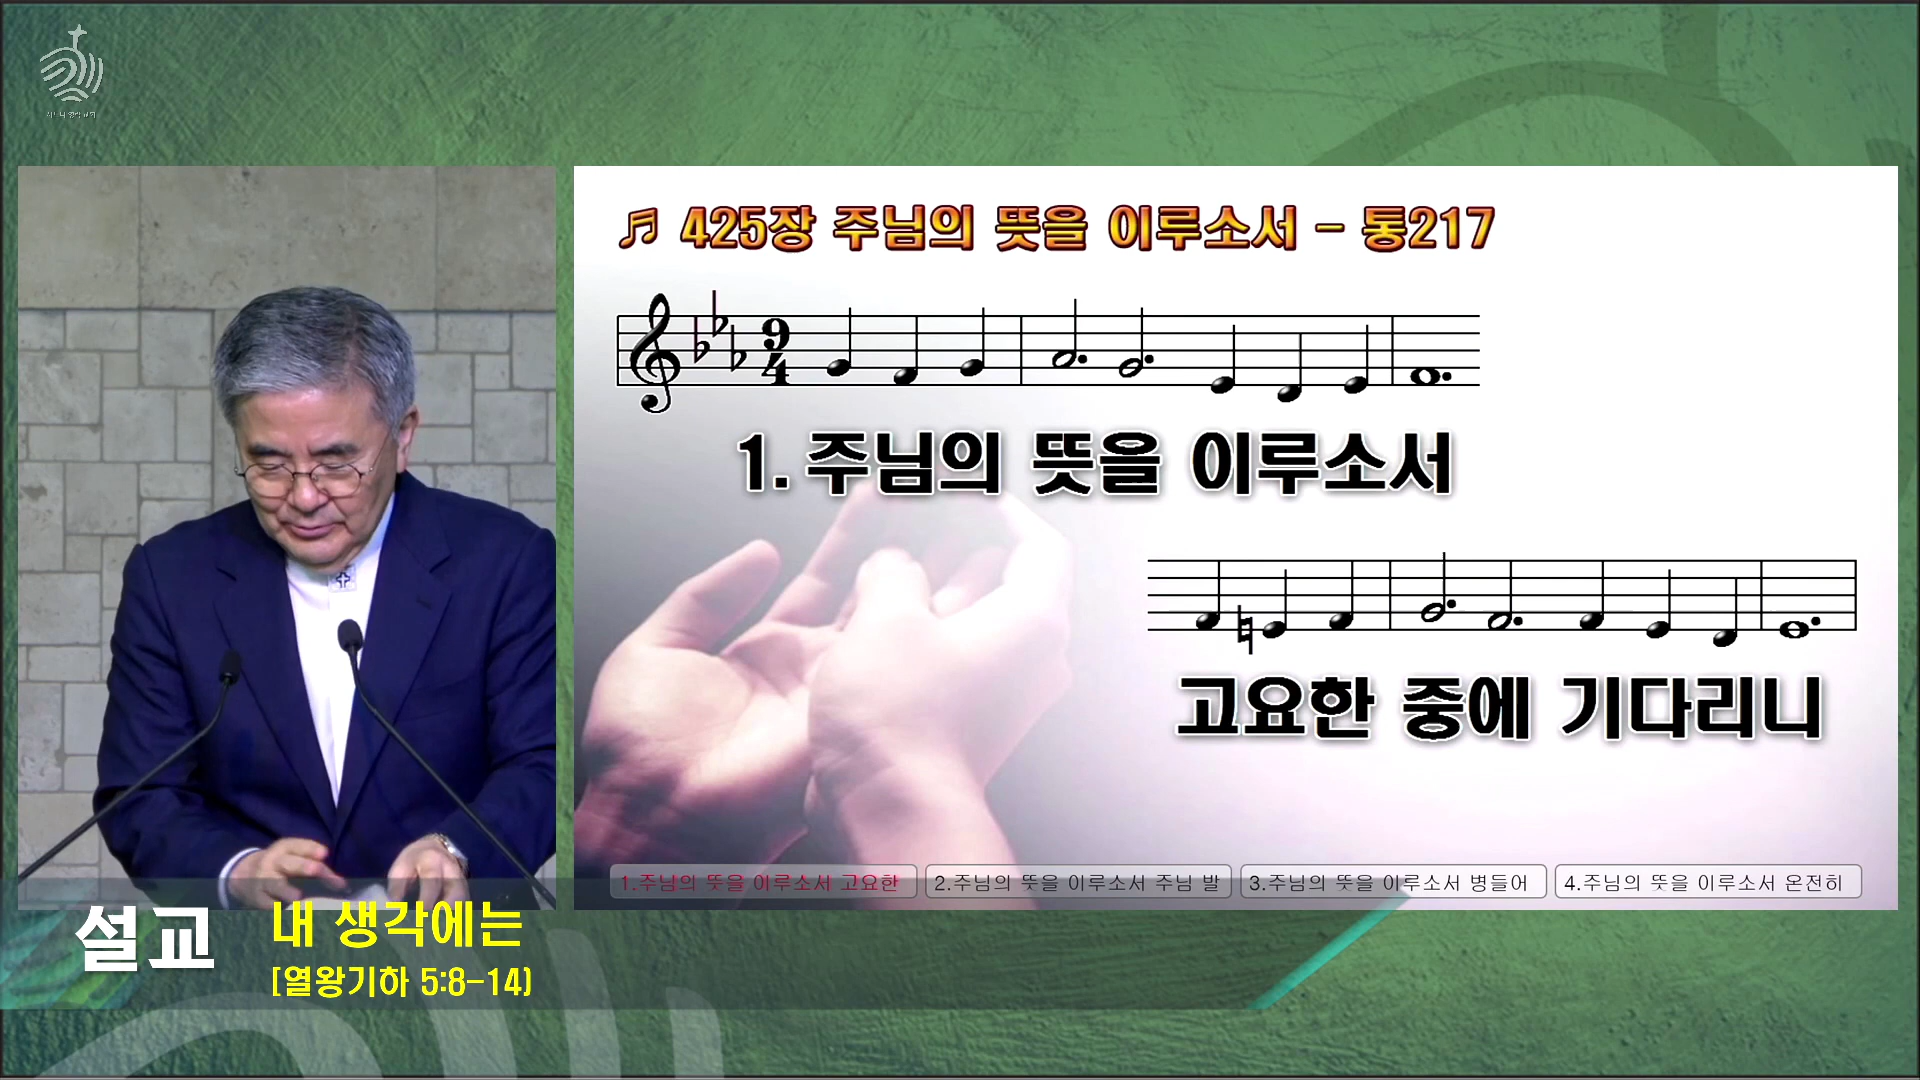 425장 주님의 뜻을 이루소서 - 통217
9
4
1. 주님의 뜻을 이루소서
고요한 중에 기다리니
1.주님의 뜻을 이루소서 고요한
2.주님의 뜻을 이루소서 주님 발
3.주님의 뜻을 이루소서 병들어
4.주님의 뜻을 이루소서 온전히
설교
내 생각에는
[열왕기하 5:8-14]